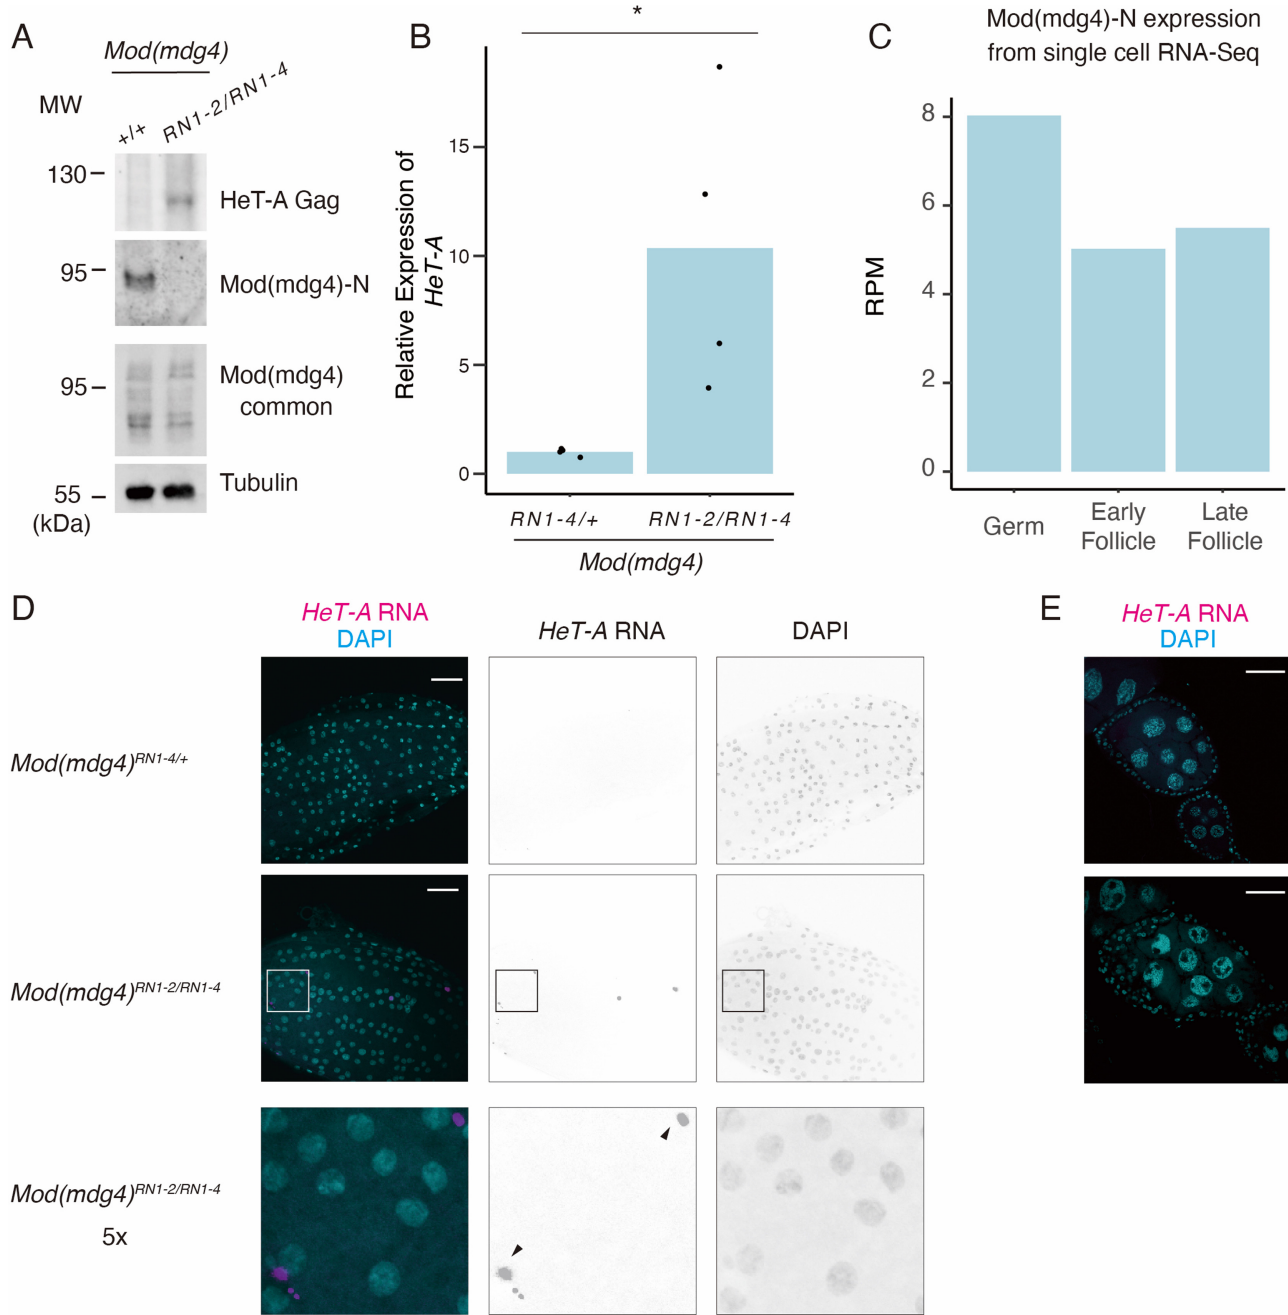 A
Mod(mdg4)
MW
+/+
RN1-2/RN1-4
130
HeT-A Gag
95
Mod(mdg4)-N
95
Mod(mdg4)
common
55
Tubulin
(kDa)
B
*
Relative Expression of
HeT-A
15
10
5
0
RN1-4/+
RN1-2/RN1-4
Mod(mdg4)
C
Mod(mdg4)-N expression
from single cell RNA-Seq
RPM
8
6
4
2
0
Germ
Early
Follicle
Late
Follicle
D
HeT-A RNA
DAPI
HeT-A RNA
DAPI
Mod(mdg4)RN1-4/+
Mod(mdg4)RN1-2/RN1-4
Mod(mdg4)RN1-2/RN1-4
5x
E
HeT-A RNA
DAPI